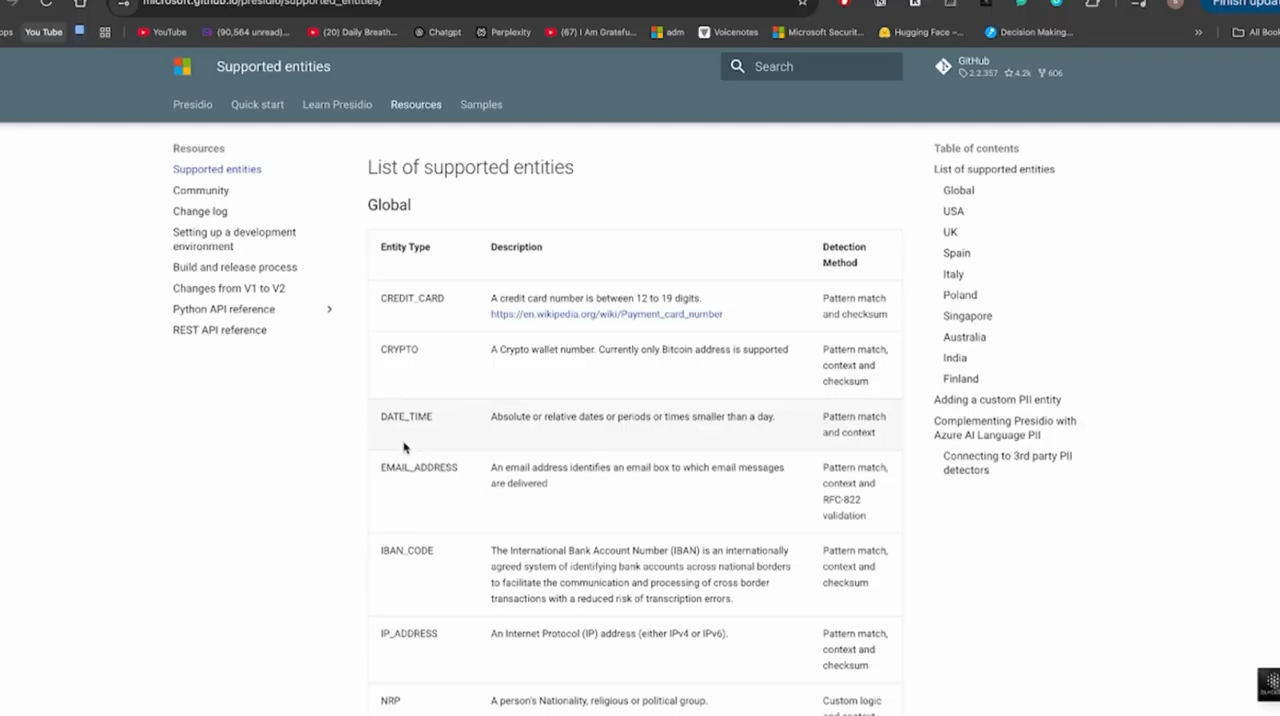 microsoft.github.io/presidio/supported_entities/
Finish updat
ops
You Tube
YouTube
(90,564 unread)...
(20) Daily Breath...
Chatgpt
Perplexity
(67) I Am Gratefu...
adm
Voicenotes
Microsoft Securit...
Hugging Face –...
Decision Making...
»
All Book
Supported entities
Search
GitHub
2.2.357 4.2k 606
Presidio
Quick start
Learn Presidio
Resources
Samples
Resources
Supported entities
Community
Change log
Setting up a development
environment
Build and release process
Changes from V1 to V2
Python API reference
REST API reference
List of supported entities
Global
Entity Type
Description
Detection
Method
CREDIT_CARD
A credit card number is between 12 to 19 digits.
https://en.wikipedia.org/wiki/Payment_card_number
Pattern match
and checksum
CRYPTO
A Crypto wallet number. Currently only Bitcoin address is supported
Pattern match,
context and
checksum
DATE_TIME
Absolute or relative dates or periods or times smaller than a day.
Pattern match
and context
EMAIL_ADDRESS
An email address identifies an email box to which email messages
are delivered
Pattern match,
context and
RFC-822
validation
IBAN_CODE
The International Bank Account Number (IBAN) is an internationally
agreed system of identifying bank accounts across national borders
to facilitate the communication and processing of cross border
transactions with a reduced risk of transcription errors.
Pattern match,
context and
checksum
IP_ADDRESS
An Internet Protocol (IP) address (either IPv4 or IPv6).
Pattern match,
context and
checksum
NRP
A person's Nationality, religious or political group.
Custom logic
and context
Table of contents
List of supported entities
Global
USA
UK
Spain
Italy
Poland
Singapore
Australia
India
Finland
Adding a custom PII entity
Complementing Presidio with
Azure AI Language PII
Connecting to 3rd party PII
detectors